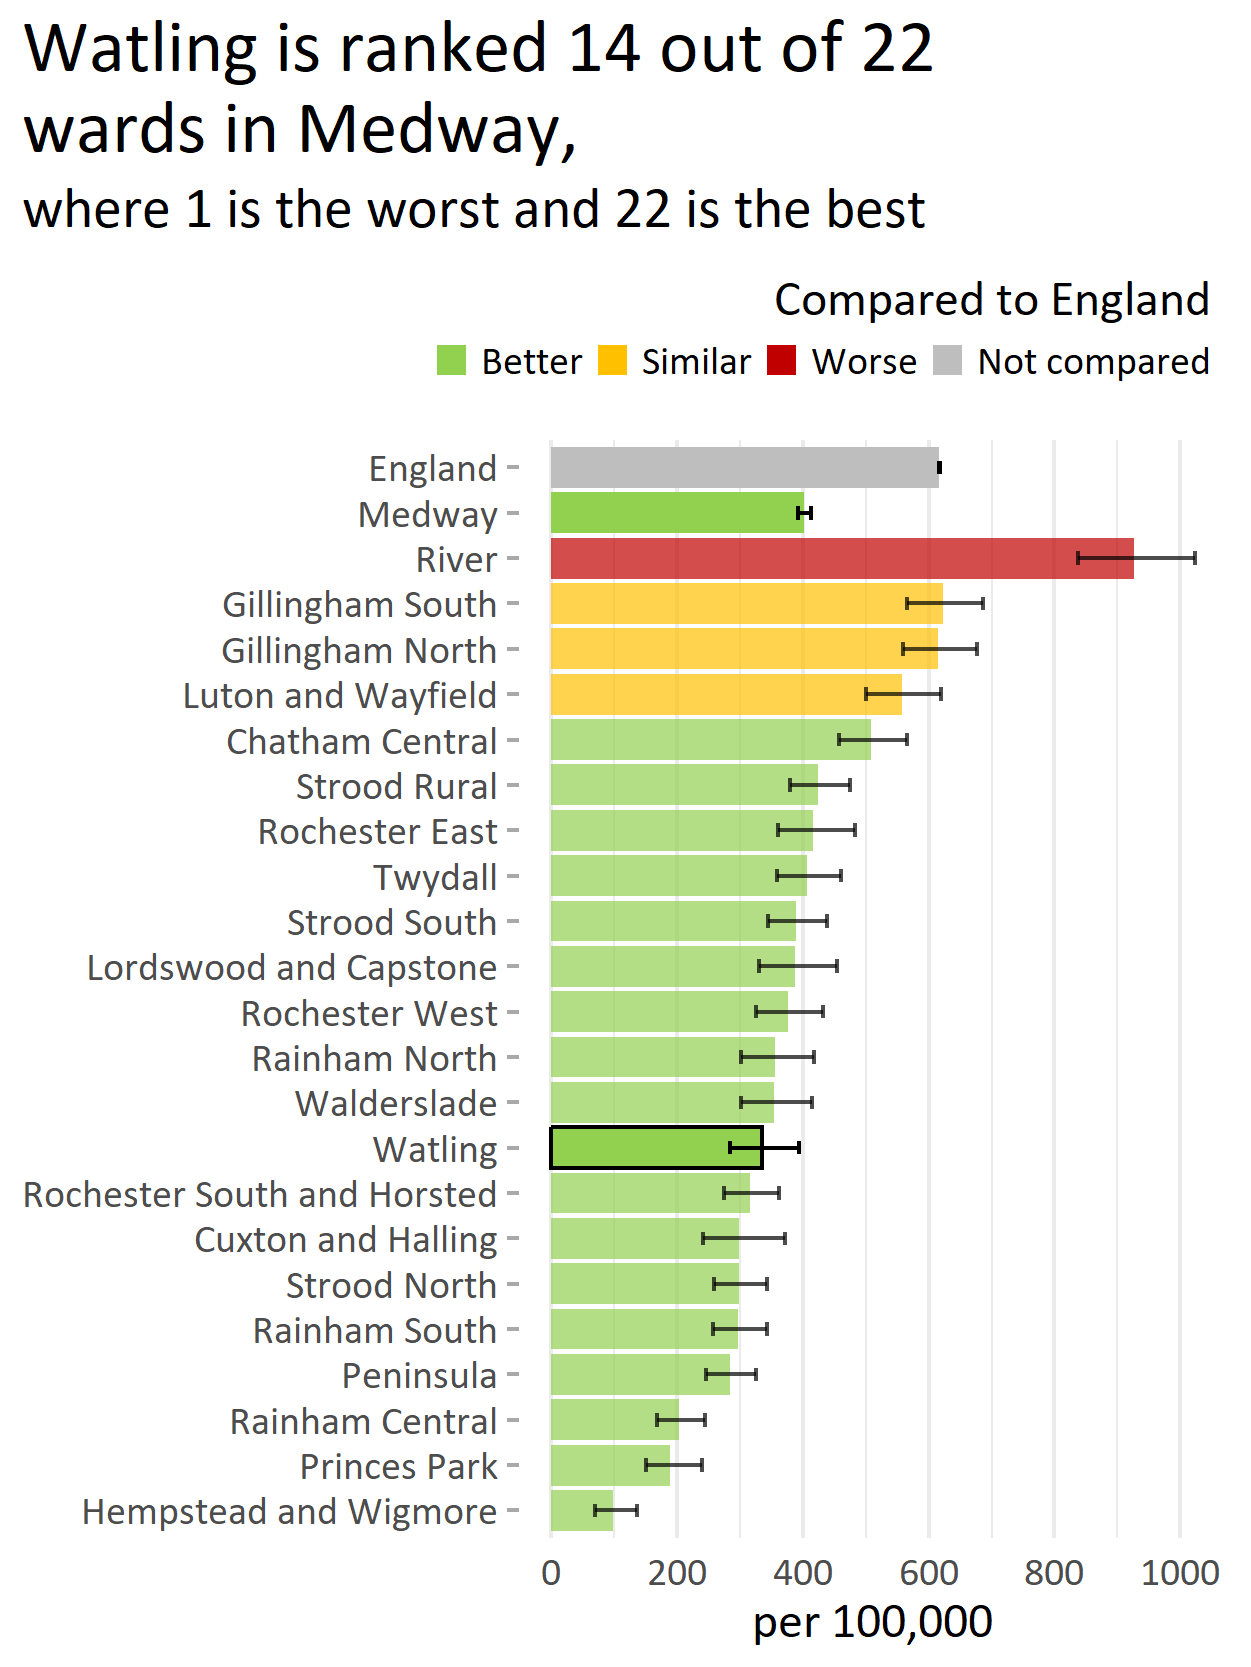 Watling is ranked 14 out of 22
wards in Medway,
where 1 is the worst and 22 is the best
Compared to England
Better Similar Worse Not compared
England
Medway
River
Gillingham South
Gillingham North
Luton and Wayfield
Chatham Central
Strood Rural
Rochester East
Twydall
Strood South
Lordswood and Capstone
Rochester West
Rainham North
Walderslade
Watling
Rochester South and Horsted
Cuxton and Halling
Strood North
Rainham South
Peninsula
Rainham Central
Princes Park
Hempstead and Wigmore
0 200 400 600 800 1000
per 100,000